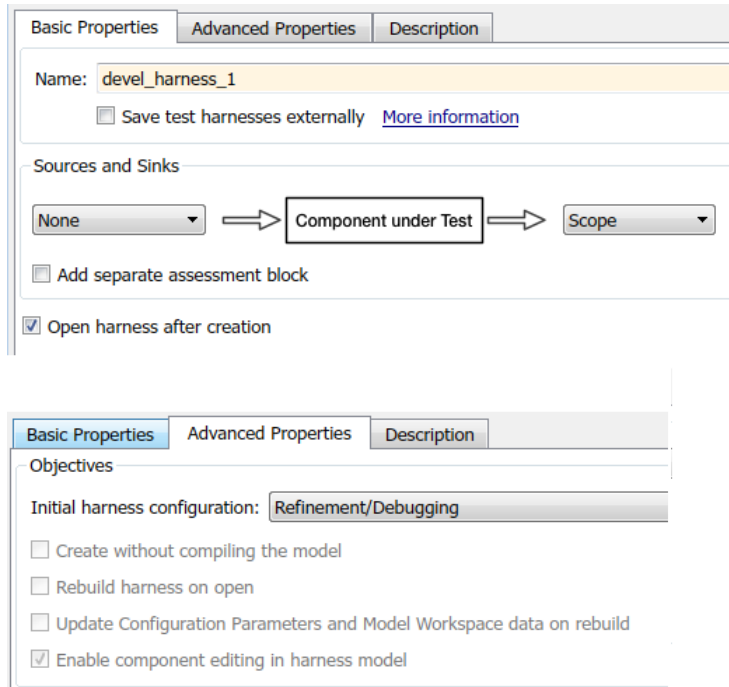 Basic Properties Advanced Properties Description
Name: devel_harness_1
Save test harnesses externally More information
Sources and Sinks
None Component under Test Scope
Add separate assessment block
Open harness after creation
Basic Properties Advanced Properties Description
Objectives
Initial harness configuration: Refinement/Debugging
Create without compiling the model
Rebuild harness on open
Update Configuration Parameters and Model Workspace data on rebuild
Enable component editing in harness model